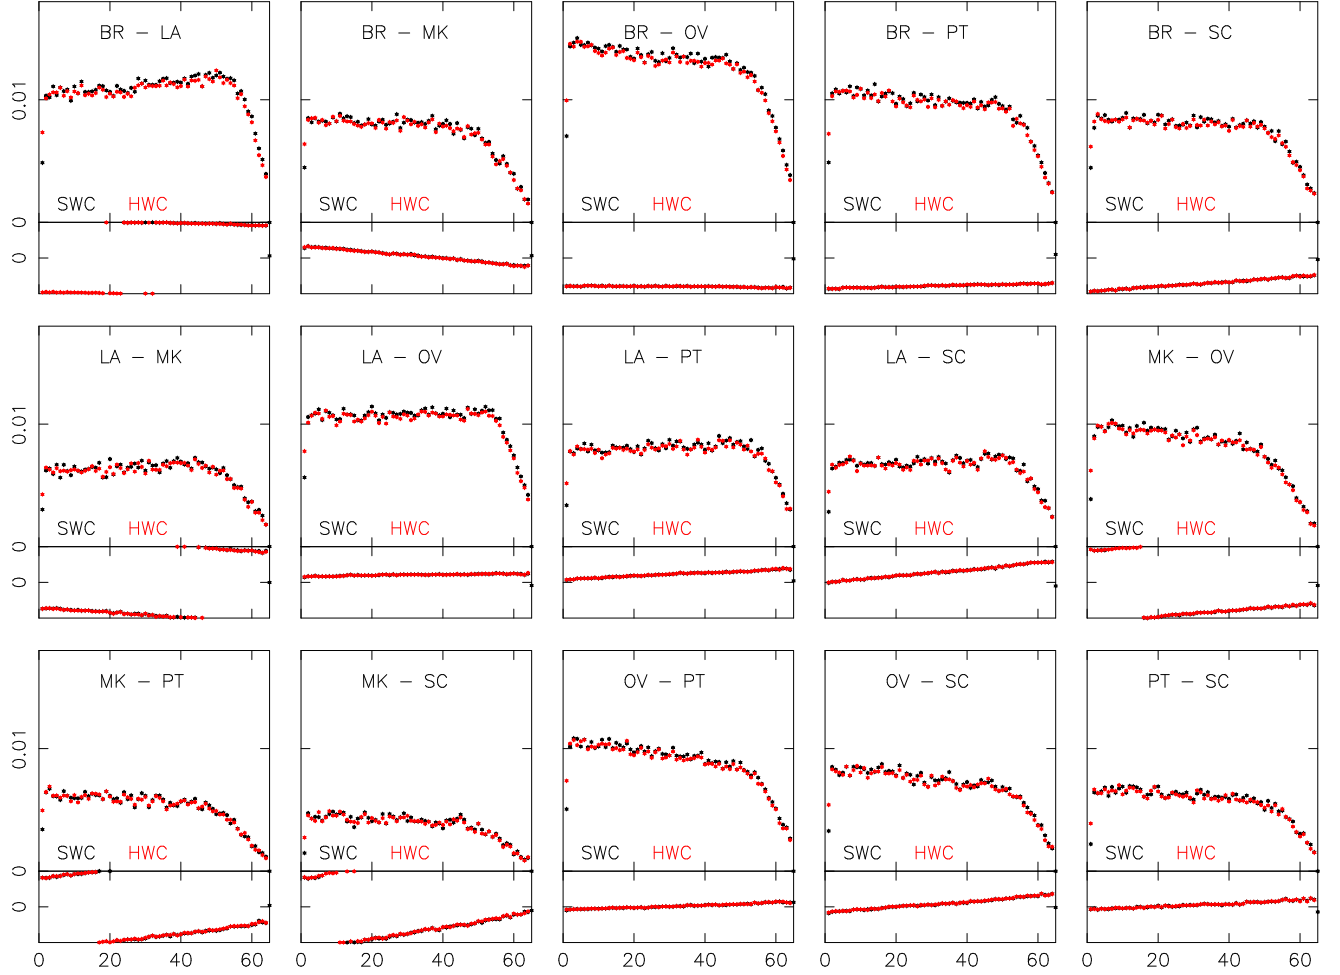 BR – LA BR – MK BR – OV BR – PT BR – SC
0.01
SWC HWC SWC HWC SWC HWC SWC HWC SWC HWC
0
0
LA – MK LA – OV LA – PT LA – SC MK – OV
0.01
SWC HWC SWC HWC SWC HWC SWC HWC SWC HWC
0
0
MK – PT MK – SC OV – PT OV – SC PT – SC
0.01
SWC HWC SWC HWC SWC HWC SWC HWC SWC HWC
0
0
0 20 40 60 0 20 40 60 0 20 40 60 0 20 40 60 0 20 40 60